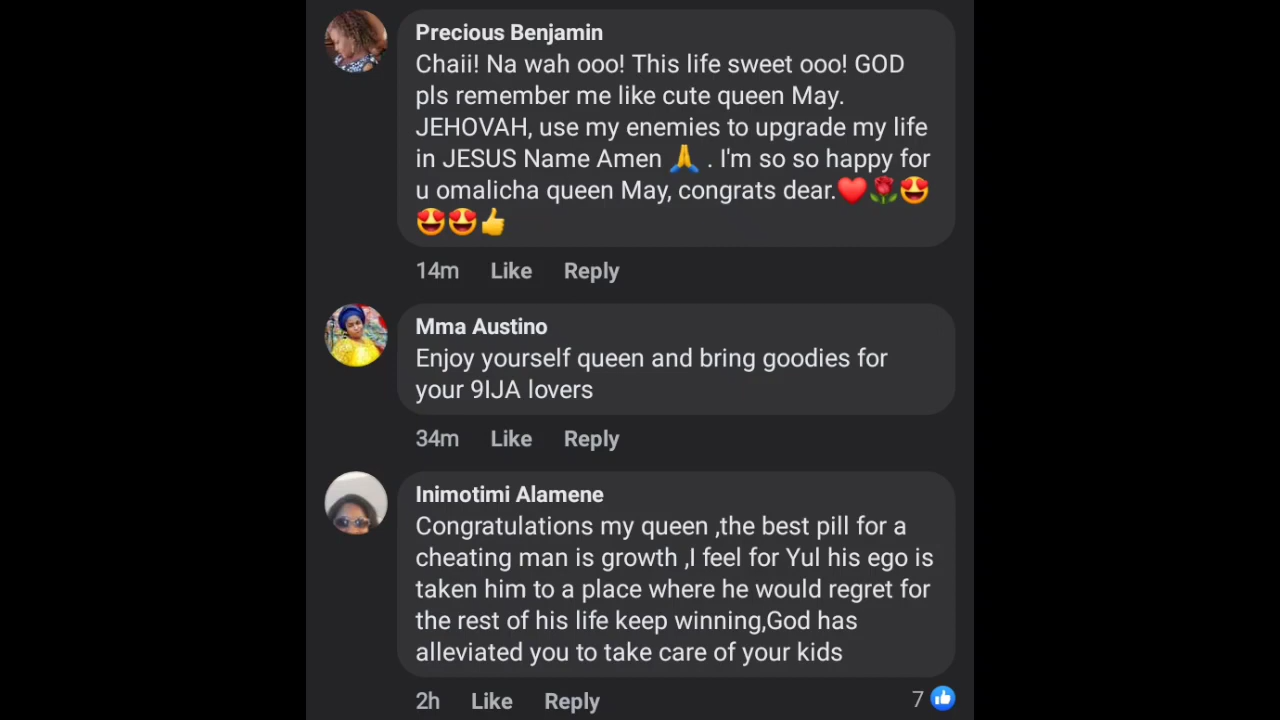 Precious Benjamin
Chaii! Na wah ooo! This life sweet ooo! GOD
pls remember me like cute queen May.
JEHOVAH, use my enemies to upgrade my life
in JESUS Name Amen 🙏 . I'm so so happy for
u omalicha queen May, congrats dear.❤️🌹😍
😍😍👍
14m Like Reply
Mma Austino
Enjoy yourself queen and bring goodies for
your 9IJA lovers
34m Like Reply
Inimotimi Alamene
Congratulations my queen ,the best pill for a
cheating man is growth ,I feel for Yul his ego is
taken him to a place where he would regret for
the rest of his life keep winning,God has
alleviated you to take care of your kids
2h Like Reply 7